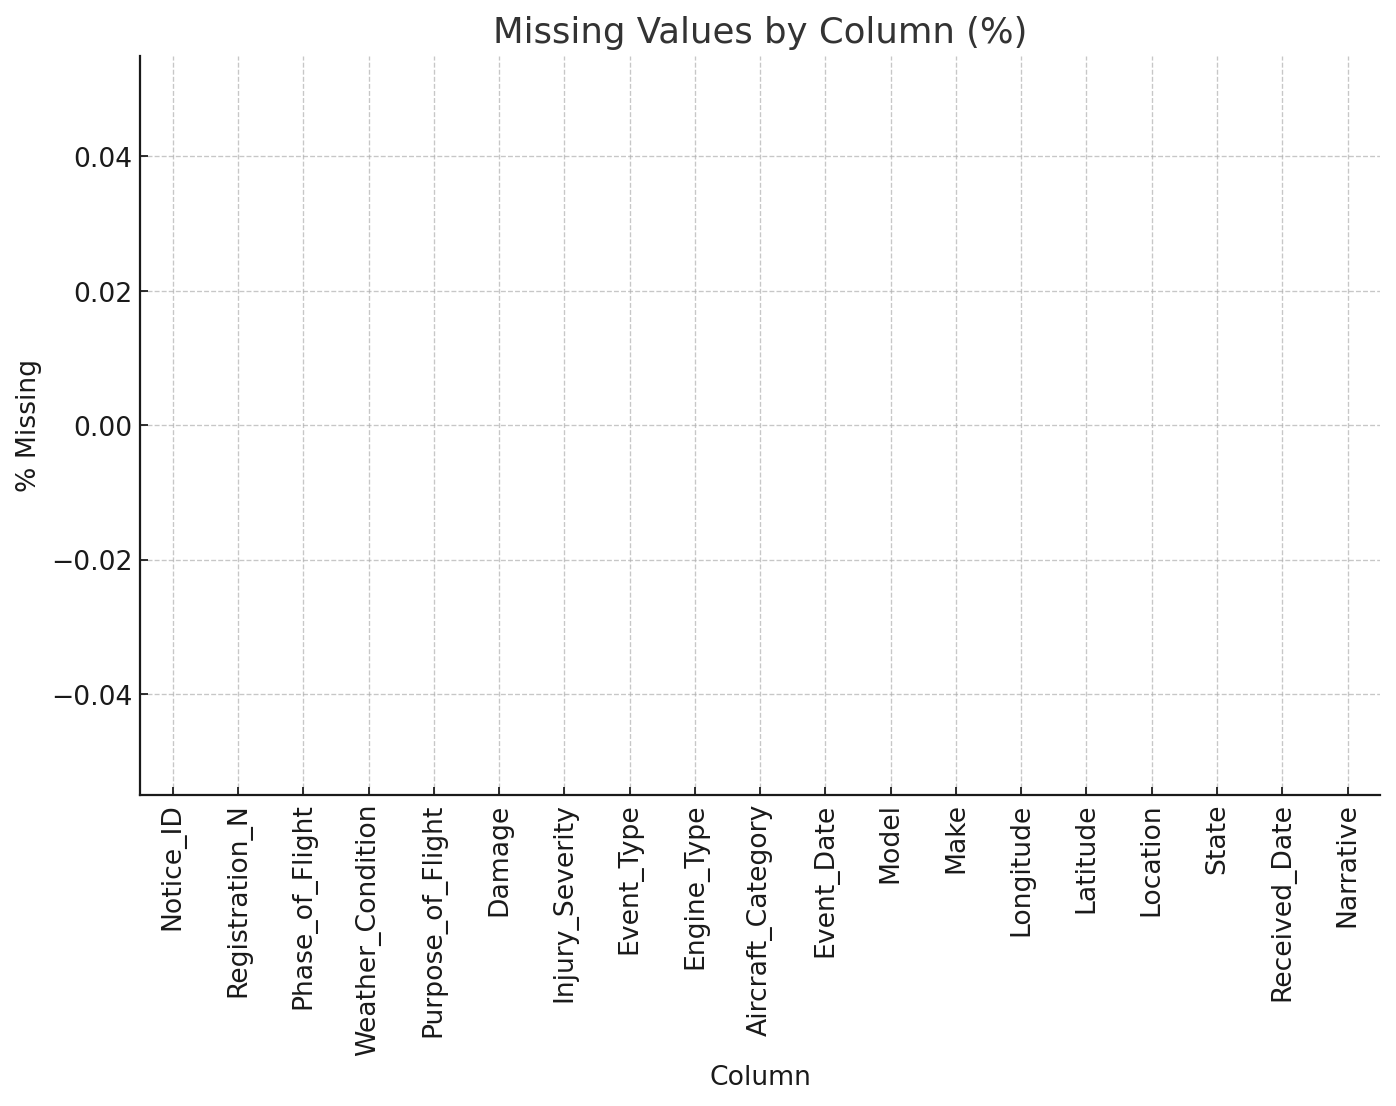 Missing Values by Column (%)
0.04
0.02
0.00
−0.02
−0.04
% Missing
Notice_ID
Registration_N
Phase_of_Flight
Weather_Condition
Purpose_of_Flight
Damage
Injury_Severity
Event_Type
Engine_Type
Aircraft_Category
Event_Date
Model
Make
Longitude
Latitude
Location
State
Received_Date
Narrative
Column